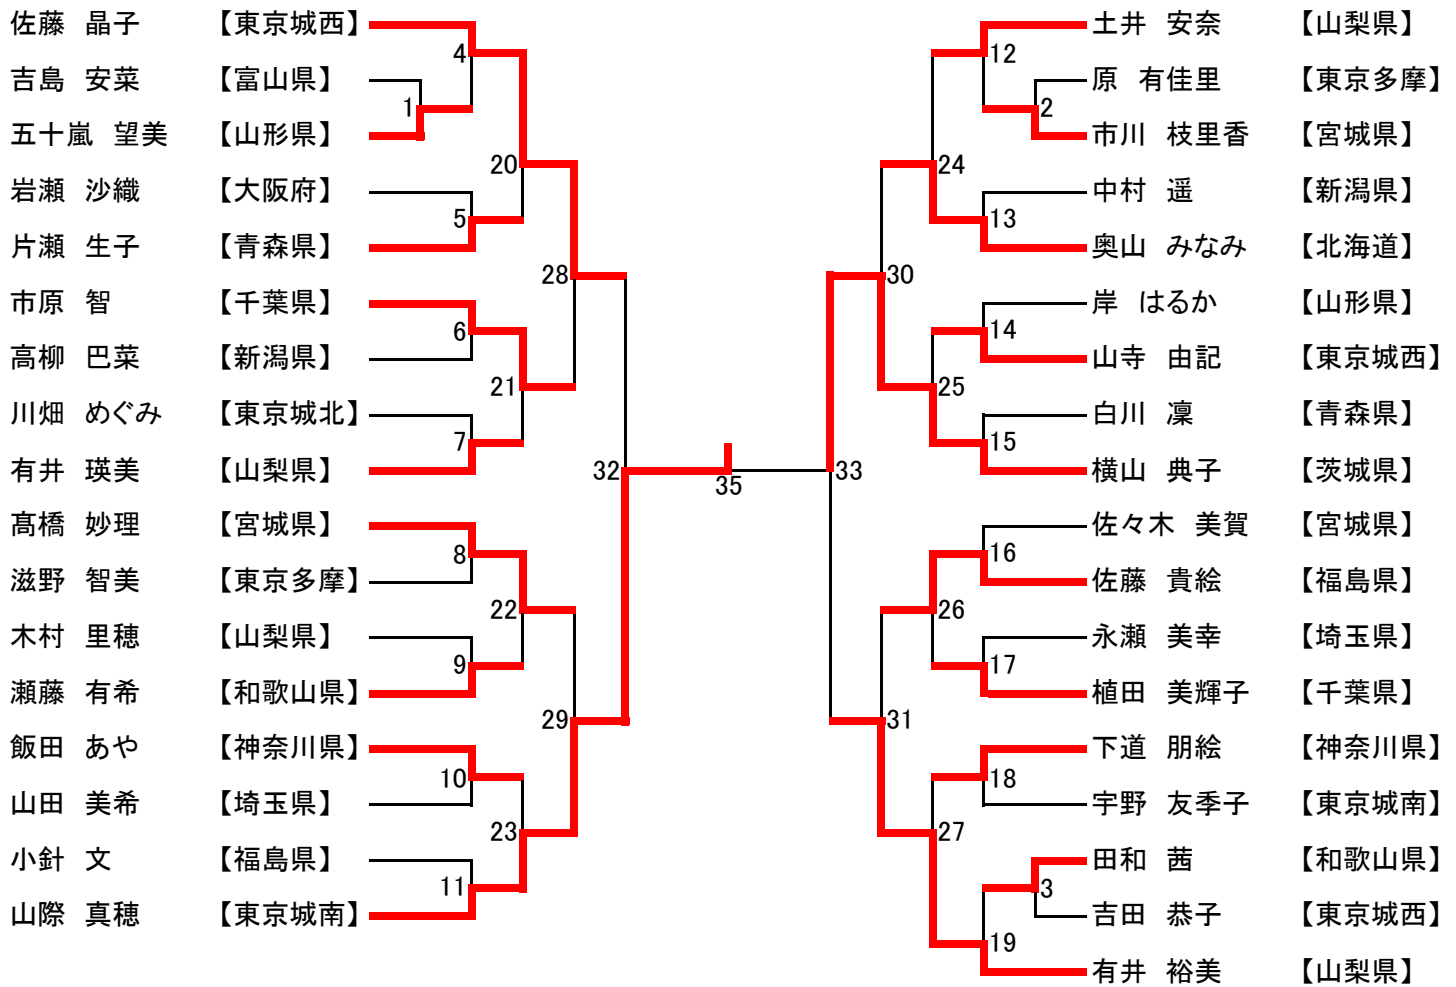 佐藤 晶子 【東京城西】
吉島 安菜 【富山県】
五十嵐 望美 【山形県】
岩瀬 沙織 【大阪府】
片瀬 生子 【青森県】
市原 智 【千葉県】
高柳 巴菜 【新潟県】
川畑 めぐみ 【東京城北】
有井 瑛美 【山梨県】
髙橋 妙理 【宮城県】
滋野 智美 【東京多摩】
木村 里穂 【山梨県】
瀬藤 有希 【和歌山県】
飯田 あや 【神奈川県】
山田 美希 【埼玉県】
小針 文 【福島県】
山際 真穂 【東京城南】
4
1
5
6
7
8
9
10
11
20
21
22
23
28
29
32
35
33
30
31
24
25
26
27
12
2
13
14
15
16
17
18
3
19
土井 安奈 【山梨県】
原 有佳里 【東京多摩】
市川 枝里香 【宮城県】
中村 遥 【新潟県】
奥山 みなみ 【北海道】
岸 はるか 【山形県】
山寺 由記 【東京城西】
白川 凜 【青森県】
横山 典子 【茨城県】
佐々木 美賀 【宮城県】
佐藤 貴絵 【福島県】
永瀬 美幸 【埼玉県】
植田 美輝子 【千葉県】
下道 朋絵 【神奈川県】
宇野 友季子 【東京城南】
田和 茜 【和歌山県】
吉田 恭子 【東京城西】
有井 裕美 【山梨県】